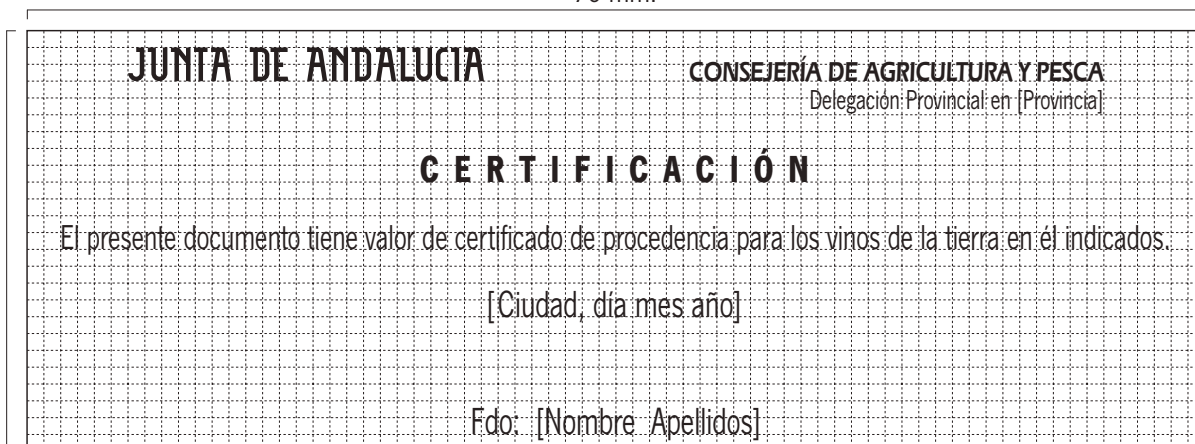 JUNTA DE ANDALUCIA
CONSEJERÍA DE AGRICULTURA Y PESCA
Delegación Provincial en [Provincia]
CERTIFICACIÓN
El presente documento tiene valor de certificado de procedencia para los vinos de la tierra en él indicados.
[Ciudad, día mes año]
Fdo: [Nombre Apellidos]